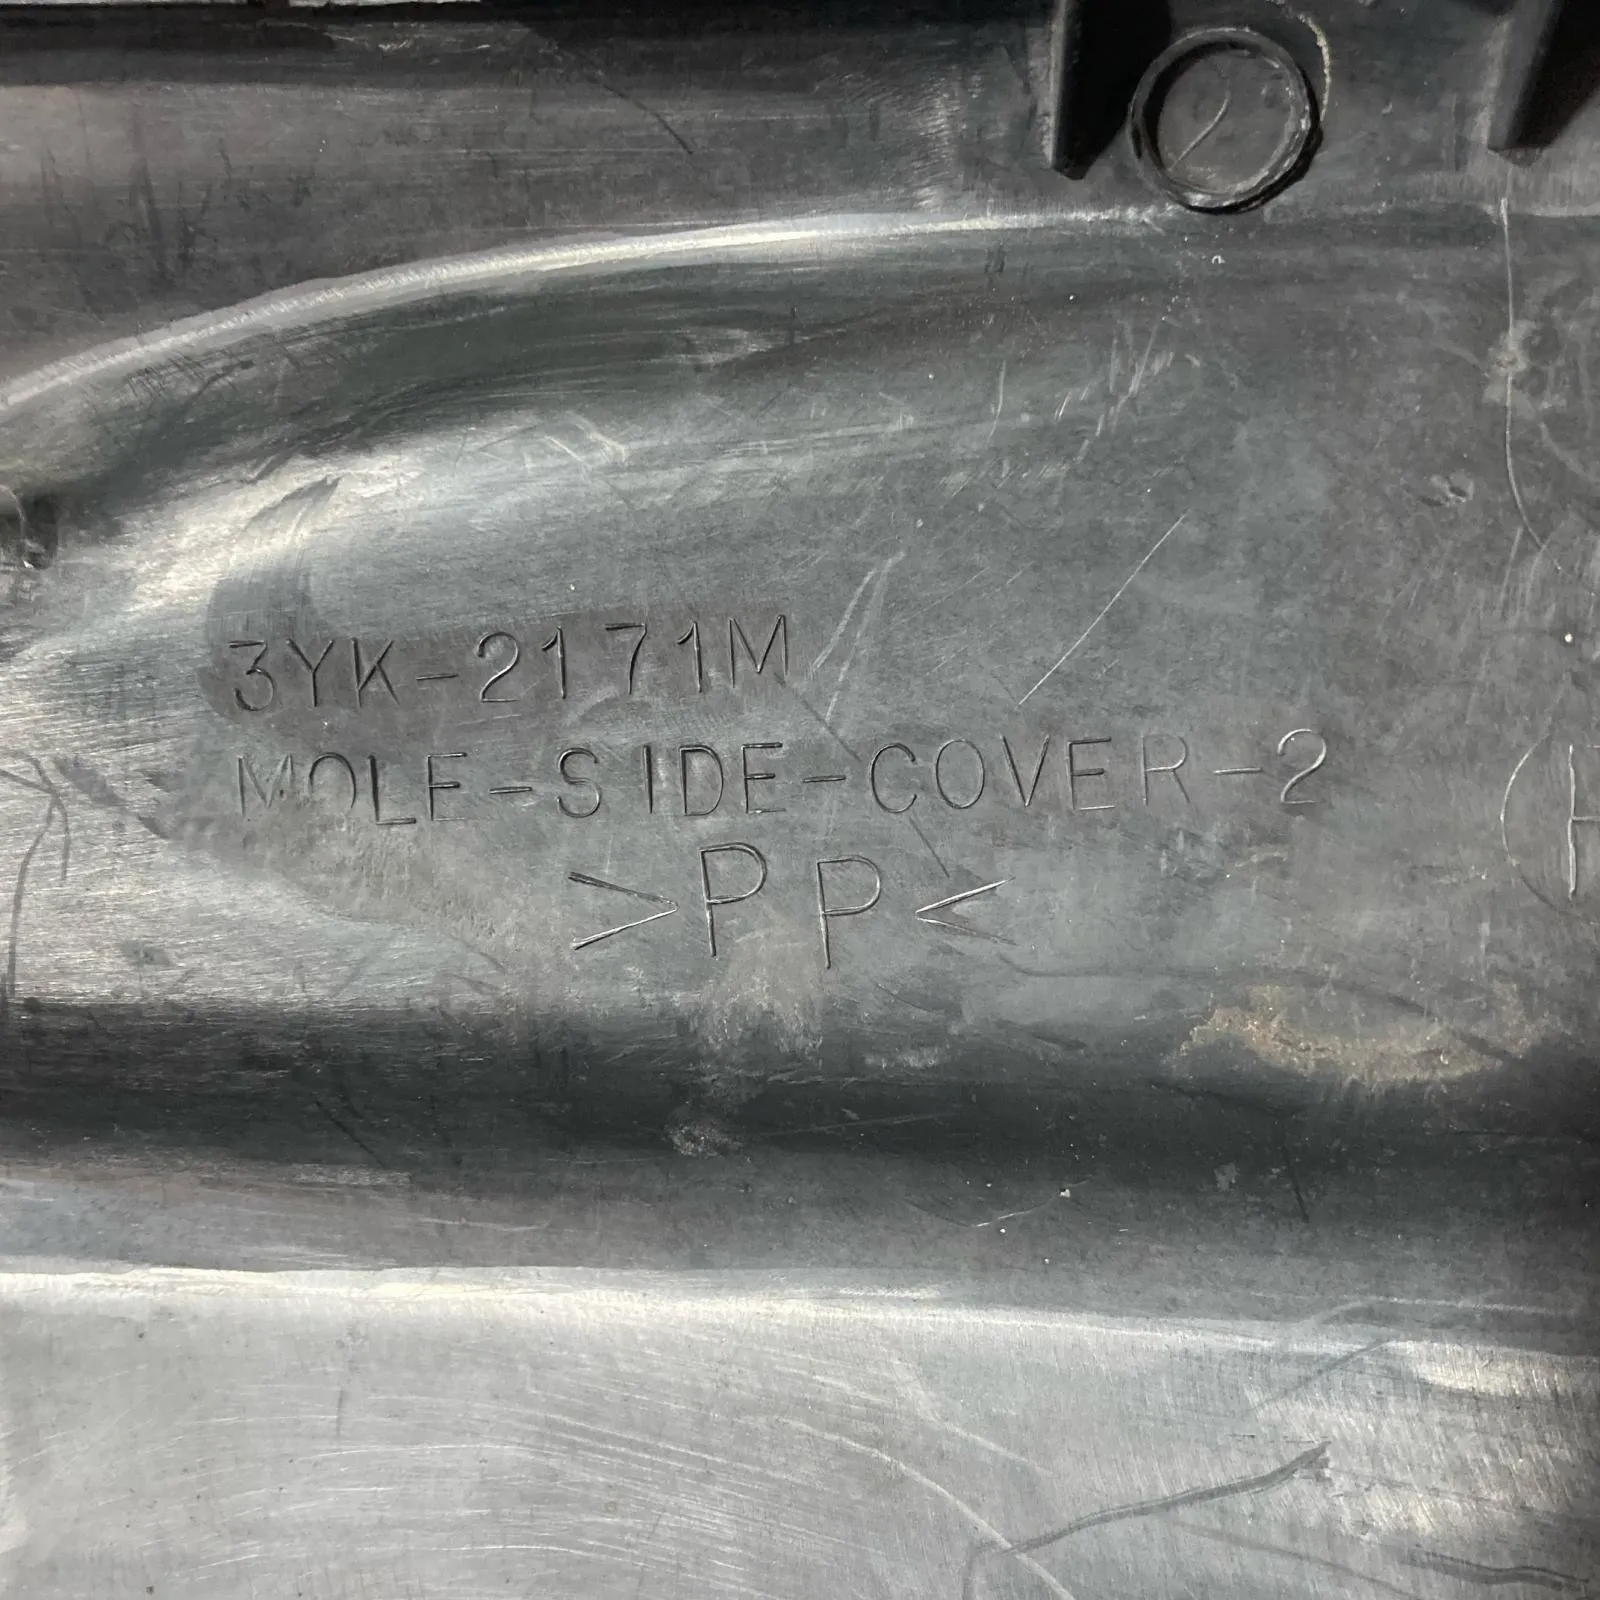 3YK-2171M
MOLE-SIDE-COVER-2
>PP<